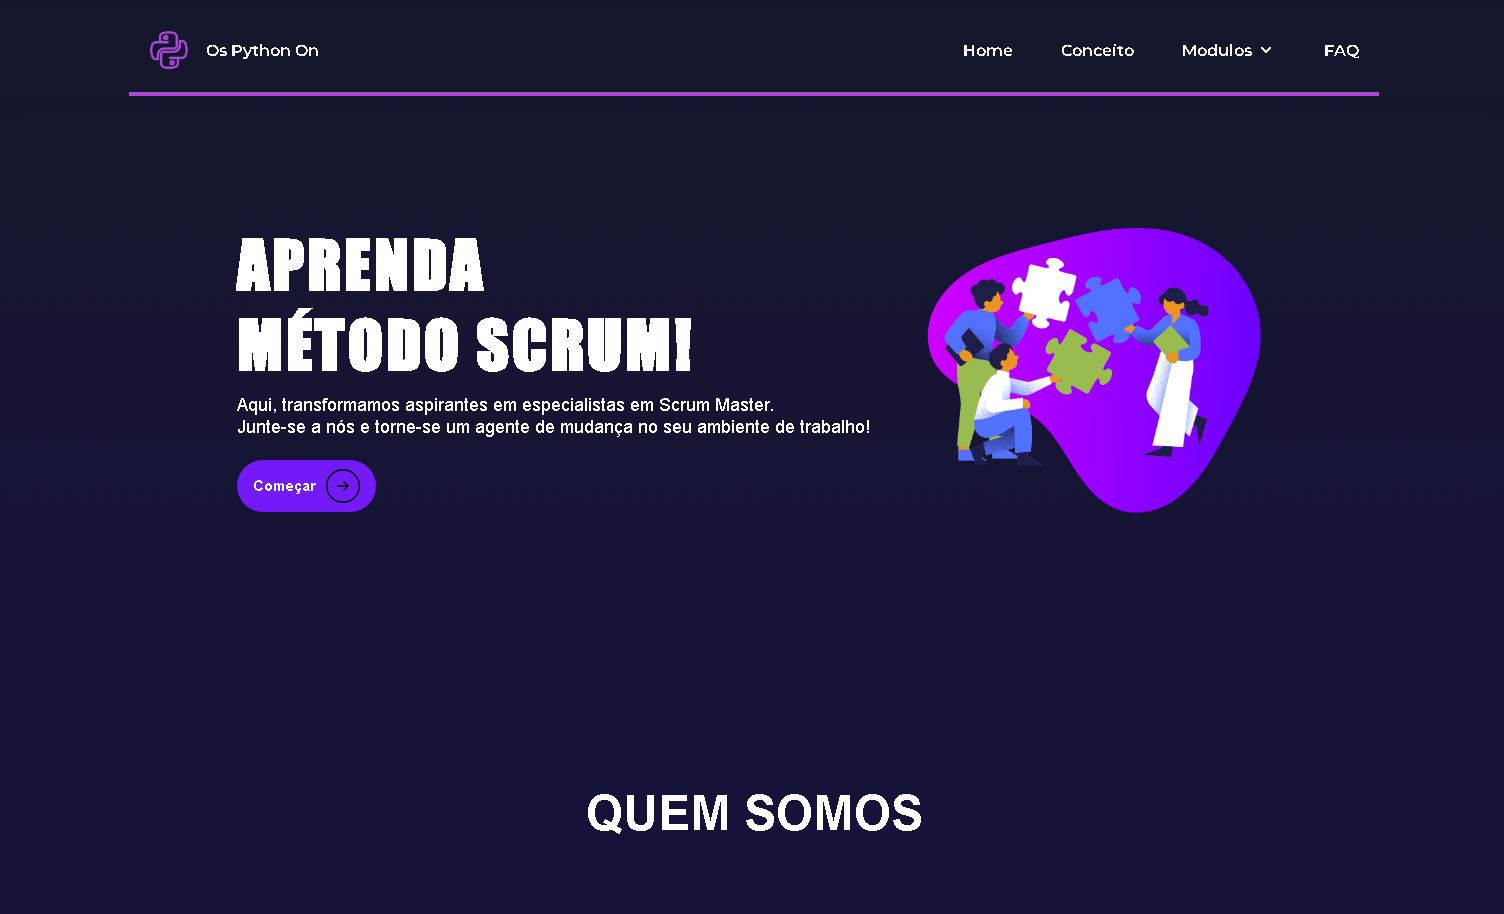 Os Python On
Home
Conceito
Modulos
FAQ
APRENDA
MÉTODO SCRUM!
Aqui, transformamos aspirantes em especialistas em Scrum Master.
Junte-se a nós e torne-se um agente de mudança no seu ambiente de trabalho!
Começar
QUEM SOMOS